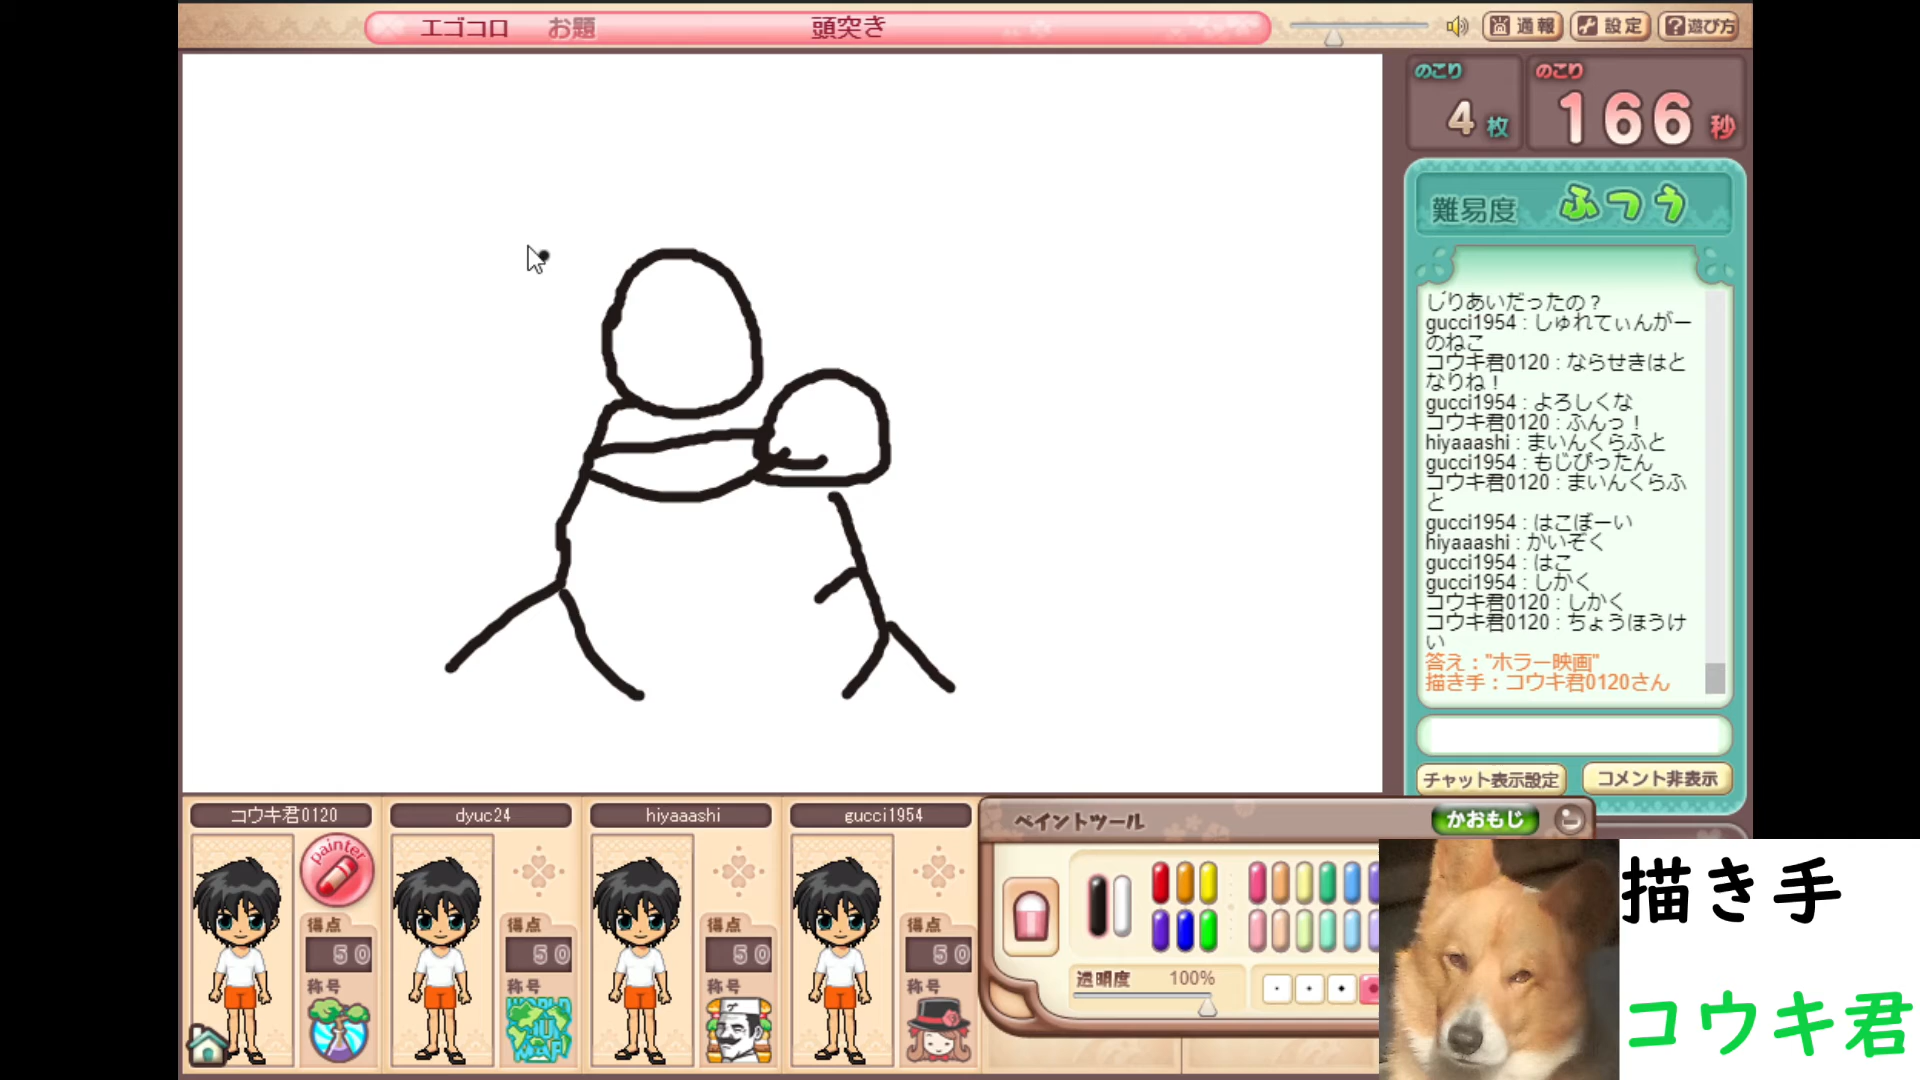 エゴコロ お題 頭突き
通報 設定 遊び方
のこり 4 枚
のこり 166 秒
難易度 ふつう
しりあいだったの？
gucci1954 : しゅれてぃんがー
のねこ
コウキ君0120 : ならせきはと
なりね！
gucci1954 : よろしくな
コウキ君0120 : ふんっ！
hiyaaashi : まいんくらふと
gucci1954 : もじぴったん
コウキ君0120 : まいんくらふ
と
gucci1954 : はこぼーい
hiyaaashi : かいぞく
gucci1954 : はこ
gucci1954 : しかく
コウキ君0120 : しかく
コウキ君0120 : ちょうほうけ
い
答え："ホラー映画"
描き手：コウキ君0120さん
チャット表示設定 コメント非表示
コウキ君0120 dyuc24 hiyaaashi gucci1954
painter
得点 50 得点 50 得点 50 得点 50
称号 称号 称号 称号
ペイントツール かおもじ
透明度 100%
描き手
コウキ君